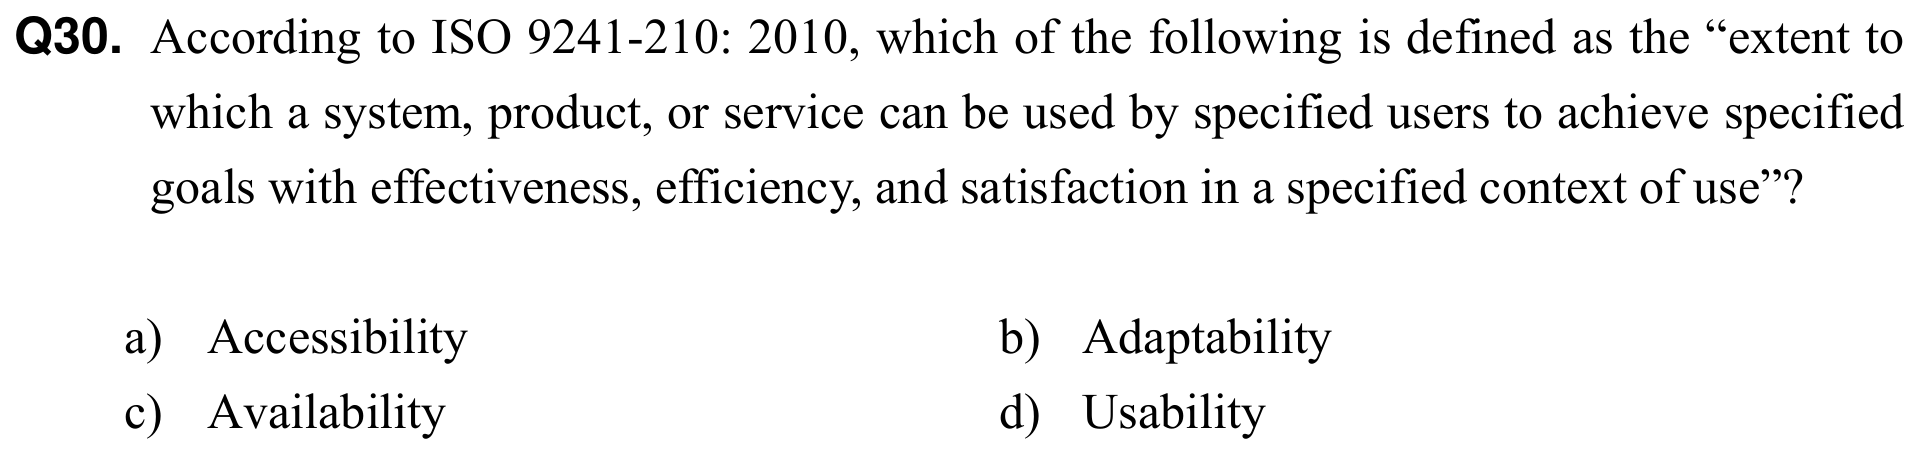 Q30. According to ISO 9241-210: 2010, which of the following is defined as the “extent to
which a system, product, or service can be used by specified users to achieve specified
goals with effectiveness, efficiency, and satisfaction in a specified context of use”?
a) Accessibility b) Adaptability
c) Availability d) Usability